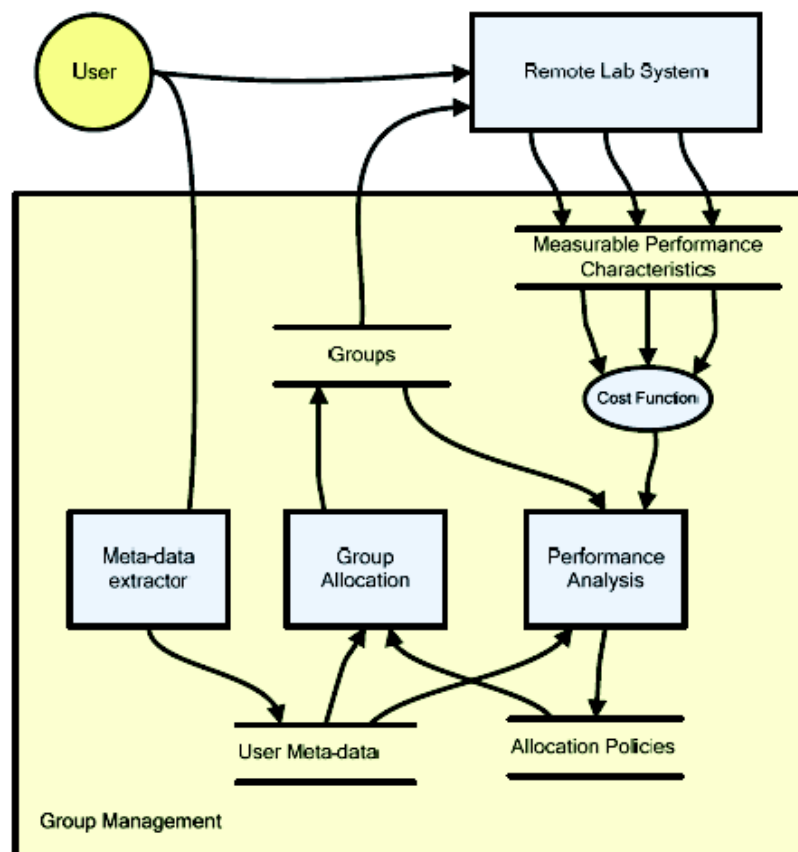 User
Remote Lab System
Measurable Performance
Characteristics
Groups
Cost Function
Meta-data
extractor
Group
Allocation
Performance
Analysis
User Meta-data
Allocation Policies
Group Management